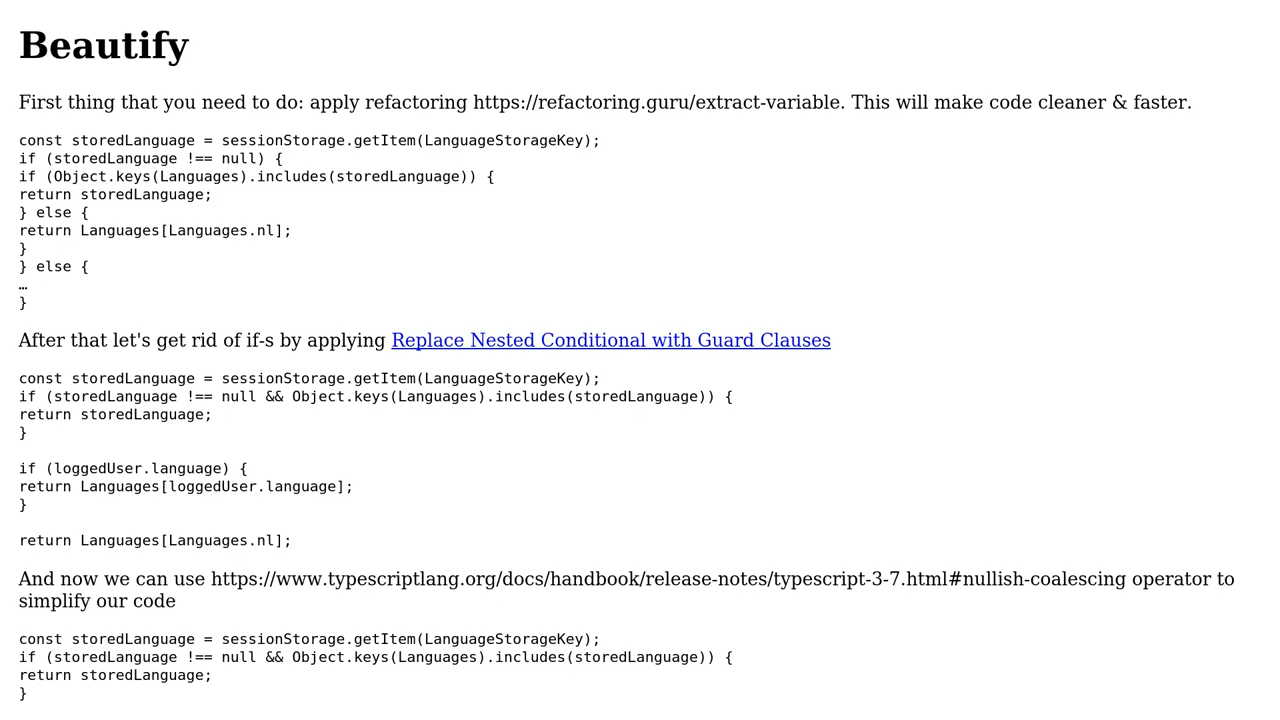 Beautify
First thing that you need to do: apply refactoring https://refactoring.guru/extract-variable. This will make code cleaner & faster.
const storedLanguage = sessionStorage.getItem(LanguageStorageKey);
if (storedLanguage !== null) {
if (Object.keys(Languages).includes(storedLanguage)) {
return storedLanguage;
} else {
return Languages[Languages.nl];
}
} else {
…
}
After that let's get rid of if-s by applying Replace Nested Conditional with Guard Clauses
const storedLanguage = sessionStorage.getItem(LanguageStorageKey);
if (storedLanguage !== null && Object.keys(Languages).includes(storedLanguage)) {
return storedLanguage;
}
if (loggedUser.language) {
return Languages[loggedUser.language];
}
return Languages[Languages.nl];
And now we can use https://www.typescriptlang.org/docs/handbook/release-notes/typescript-3-7.html#nullish-coalescing operator to
simplify our code
const storedLanguage = sessionStorage.getItem(LanguageStorageKey);
if (storedLanguage !== null && Object.keys(Languages).includes(storedLanguage)) {
return storedLanguage;
}